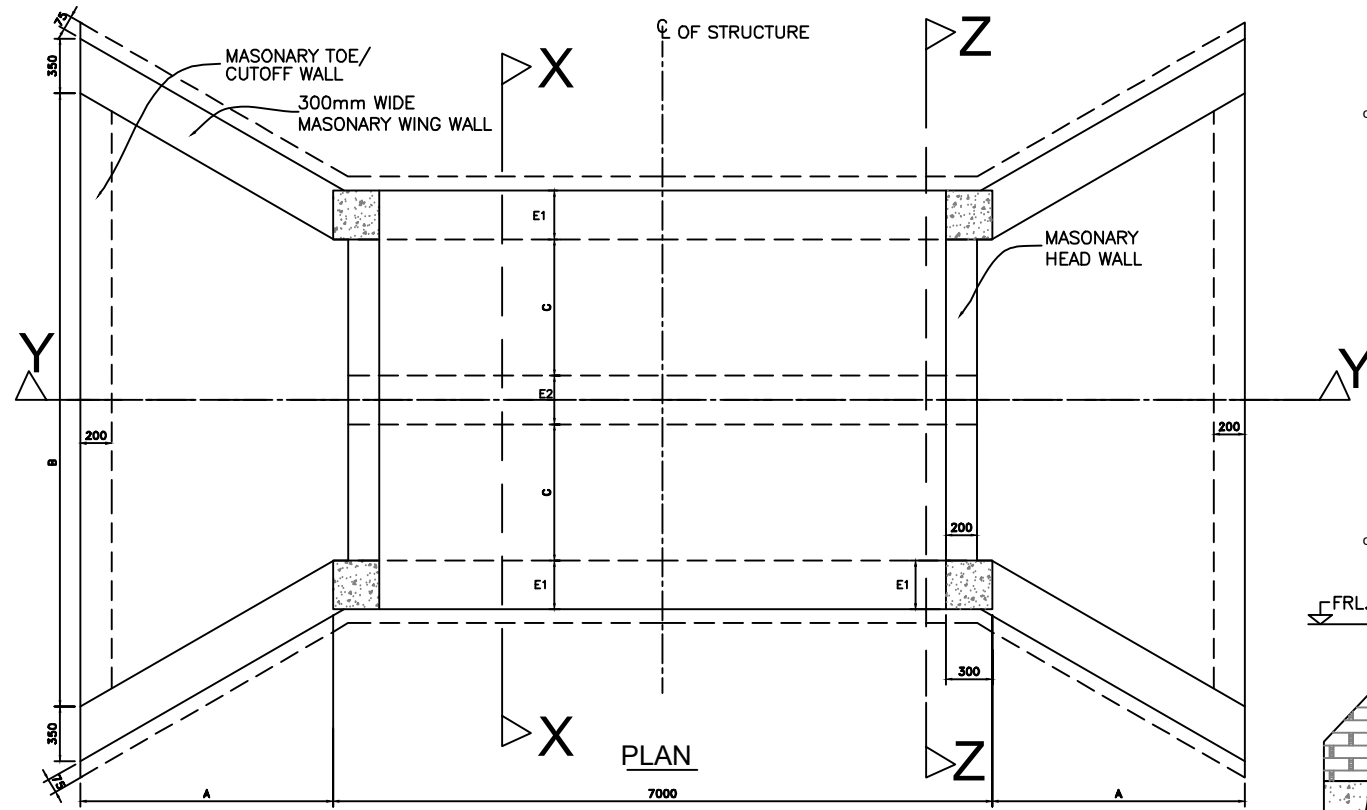 75
350
MASONARY TOE/
CUTOFF WALL
300mm WIDE
MASONARY WING WALL
X
℄ OF STRUCTURE
Z
E1
C
MASONARY
HEAD WALL
Y
Y
E2
200
200
B
C
200
E1
E1
FRL
300
350
75
X
PLAN
Z
A
7000
A